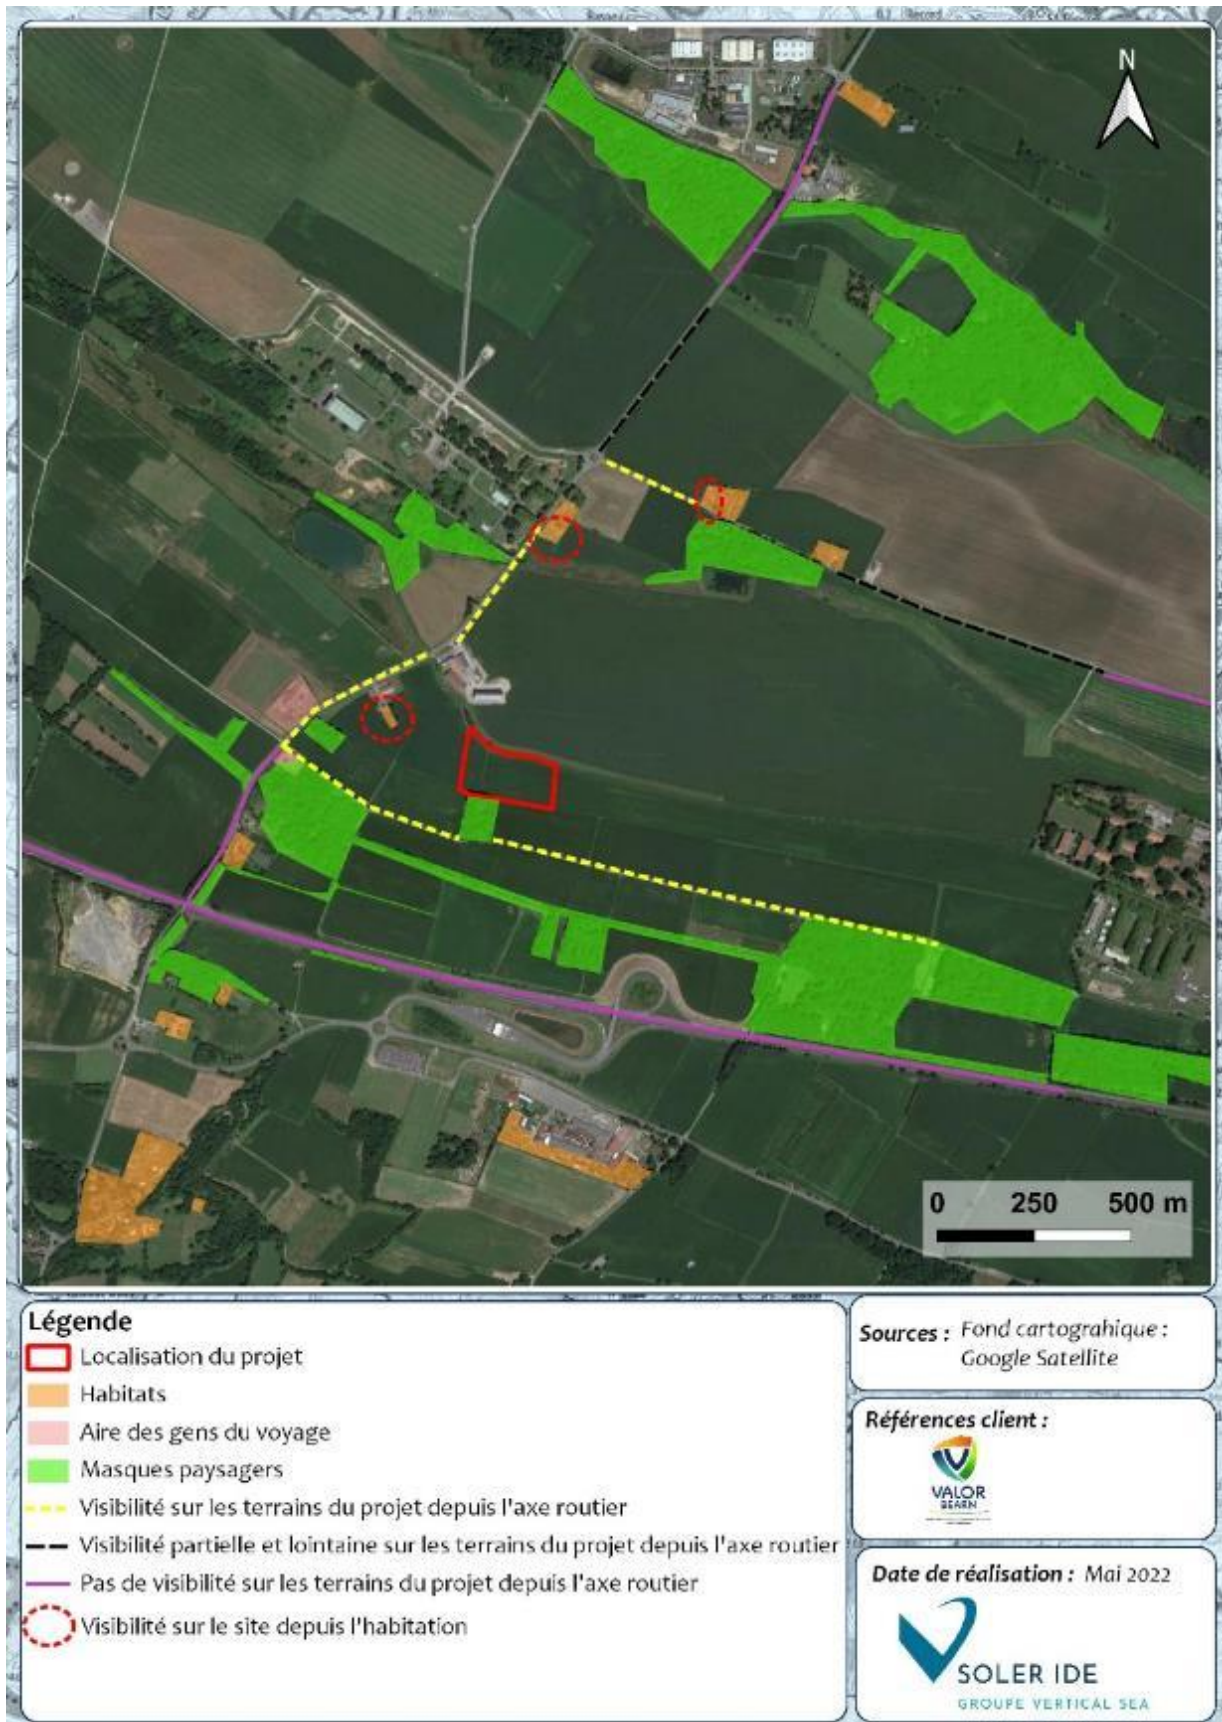 N
0 250 500 m
Légende
Localisation du projet
Habitats
Aire des gens du voyage
Masques paysagers
Visibilité sur les terrains du projet depuis l'axe routier
Visibilité partielle et lointaine sur les terrains du projet depuis l'axe routier
Pas de visibilité sur les terrains du projet depuis l'axe routier
Visibilité sur le site depuis l'habitation
Sources : Fond cartograhique :
Google Satellite
Références client :
VALOR
BEARN
Date de réalisation : Mai 2022
SOLER IDE
GROUPE VERTICAL SEA